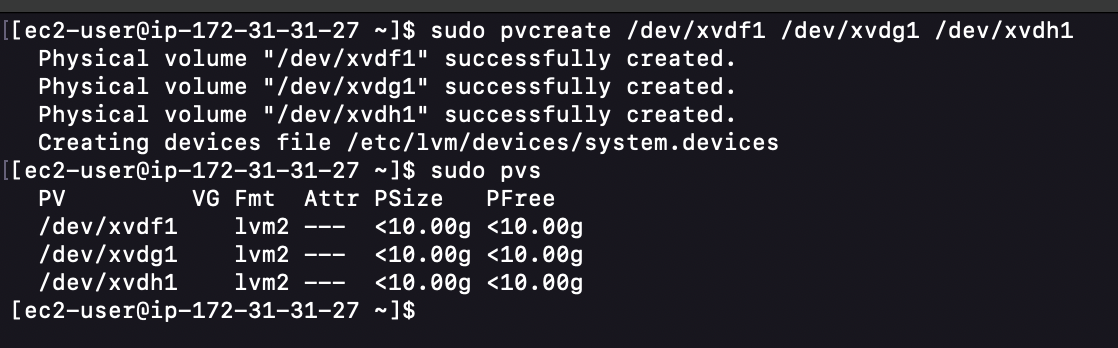 [ec2-user@ip-172-31-31-27 ~]$ sudo pvcreate /dev/xvdf1 /dev/xvdg1 /dev/xvdh1
  Physical volume "/dev/xvdf1" successfully created.
  Physical volume "/dev/xvdg1" successfully created.
  Physical volume "/dev/xvdh1" successfully created.
  Creating devices file /etc/lvm/devices/system.devices
[ec2-user@ip-172-31-31-27 ~]$ sudo pvs
  PV         VG Fmt  Attr PSize   PFree
  /dev/xvdf1    lvm2 ---  <10.00g <10.00g
  /dev/xvdg1    lvm2 ---  <10.00g <10.00g
  /dev/xvdh1    lvm2 ---  <10.00g <10.00g
[ec2-user@ip-172-31-31-27 ~]$